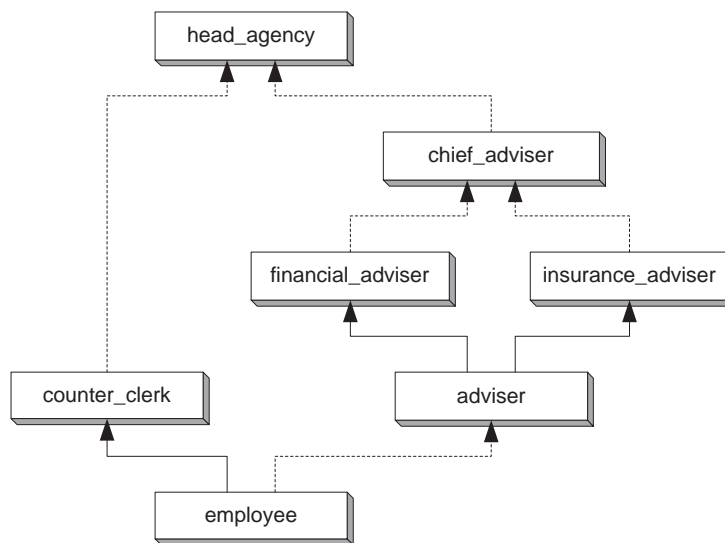 head_agency
chief_adviser
financial_adviser
insurance_adviser
counter_clerk
adviser
employee